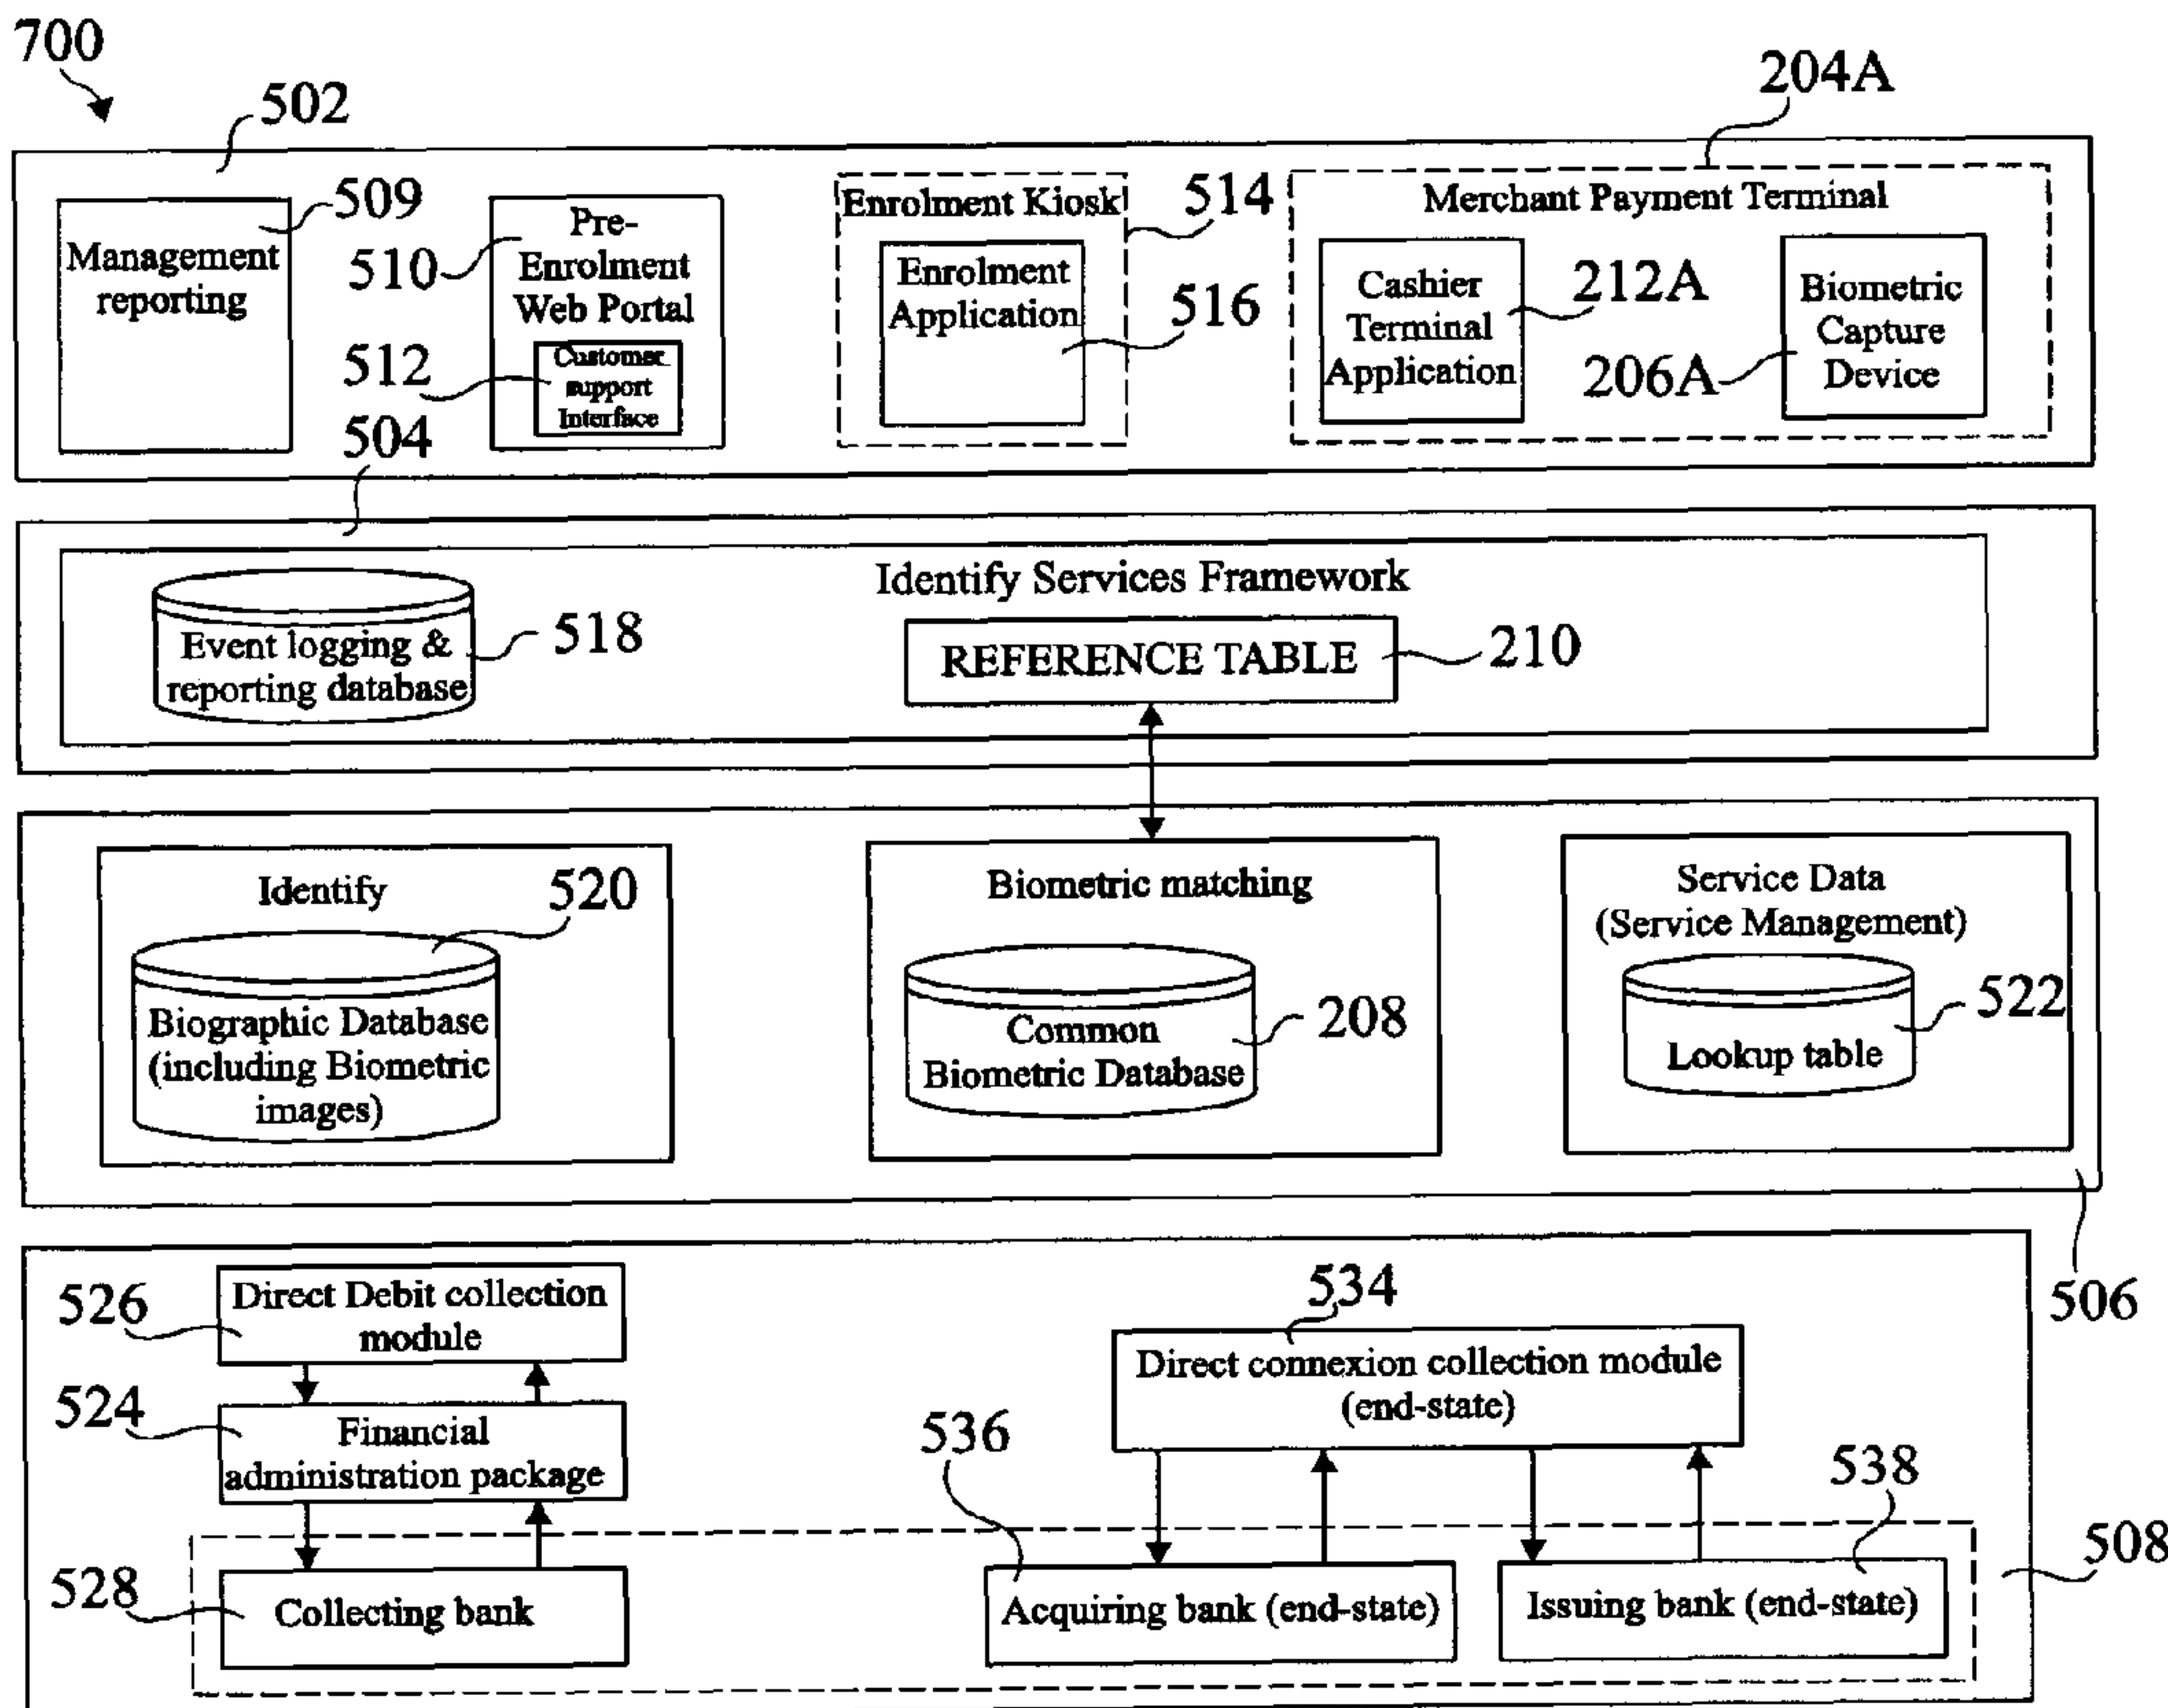 700
502
204A
Management
reporting
509
Pre-
Enrolment
Web Portal
510
Customer
support
Interface
512
Enrolment Kiosk
514
Enrolment
Application
516
Merchant Payment Terminal
Cashier
Terminal
Application
212A
Biometric
Capture
Device
206A
504
Identify Services Framework
Event logging &
reporting database
518
REFERENCE TABLE
210
Identify
520
Biographic Database
(including Biometric
images)
Biometric matching
Common
Biometric Database
208
Service Data
(Service Management)
Lookup table
522
506
526
Direct Debit collection
module
524
Financial
administration package
528
Collecting bank
534
Direct connexion collection module
(end-state)
536
Acquiring bank (end-state)
538
Issuing bank (end-state)
508